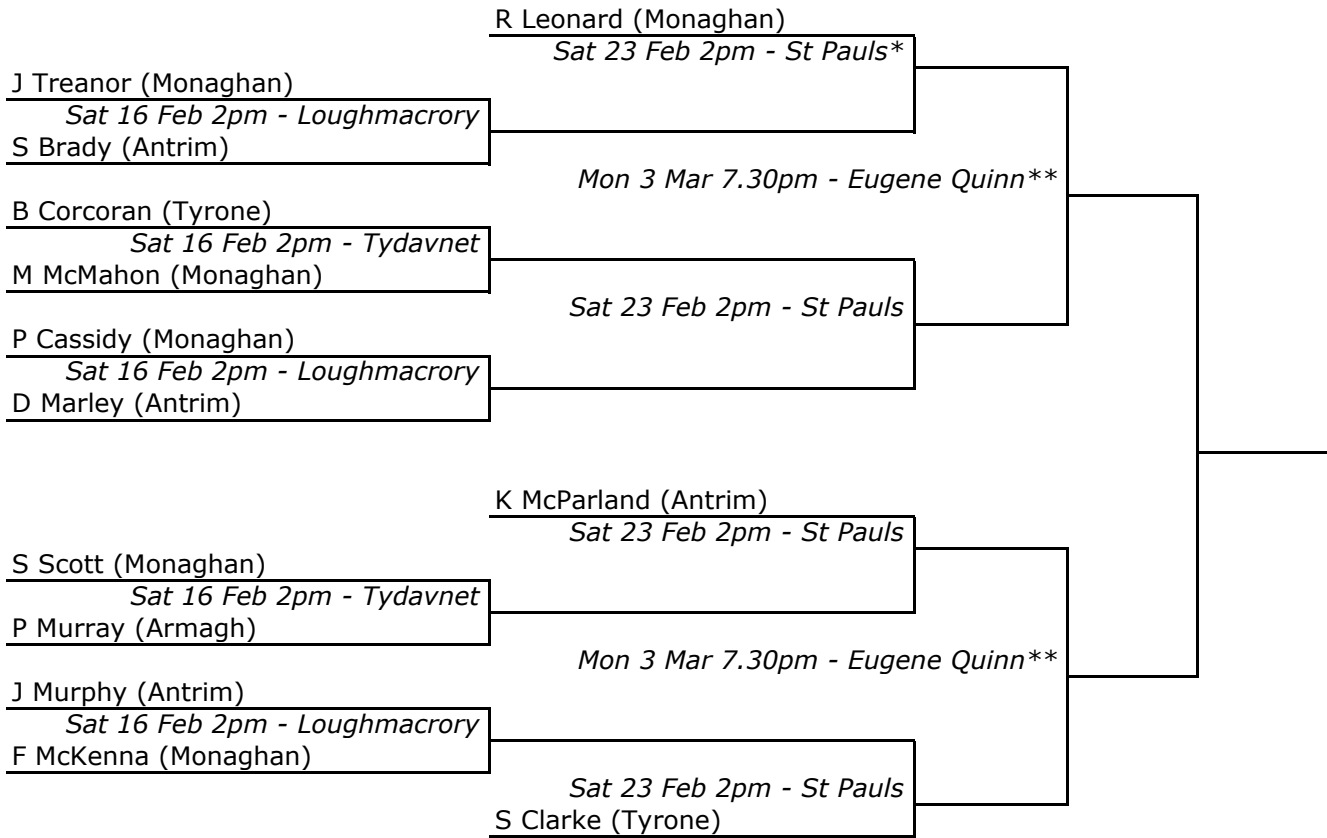 R Leonard (Monaghan)
Sat 23 Feb 2pm - St Pauls*
J Treanor (Monaghan)
Sat 16 Feb 2pm - Loughmacrory
S Brady (Antrim)
Mon 3 Mar 7.30pm - Eugene Quinn**
B Corcoran (Tyrone)
Sat 16 Feb 2pm - Tydavnet
M McMahon (Monaghan)
Sat 23 Feb 2pm - St Pauls
P Cassidy (Monaghan)
Sat 16 Feb 2pm - Loughmacrory
D Marley (Antrim)
K McParland (Antrim)
Sat 23 Feb 2pm - St Pauls
S Scott (Monaghan)
Sat 16 Feb 2pm - Tydavnet
P Murray (Armagh)
Mon 3 Mar 7.30pm - Eugene Quinn**
J Murphy (Antrim)
Sat 16 Feb 2pm - Loughmacrory
F McKenna (Monaghan)
Sat 23 Feb 2pm - St Pauls
S Clarke (Tyrone)